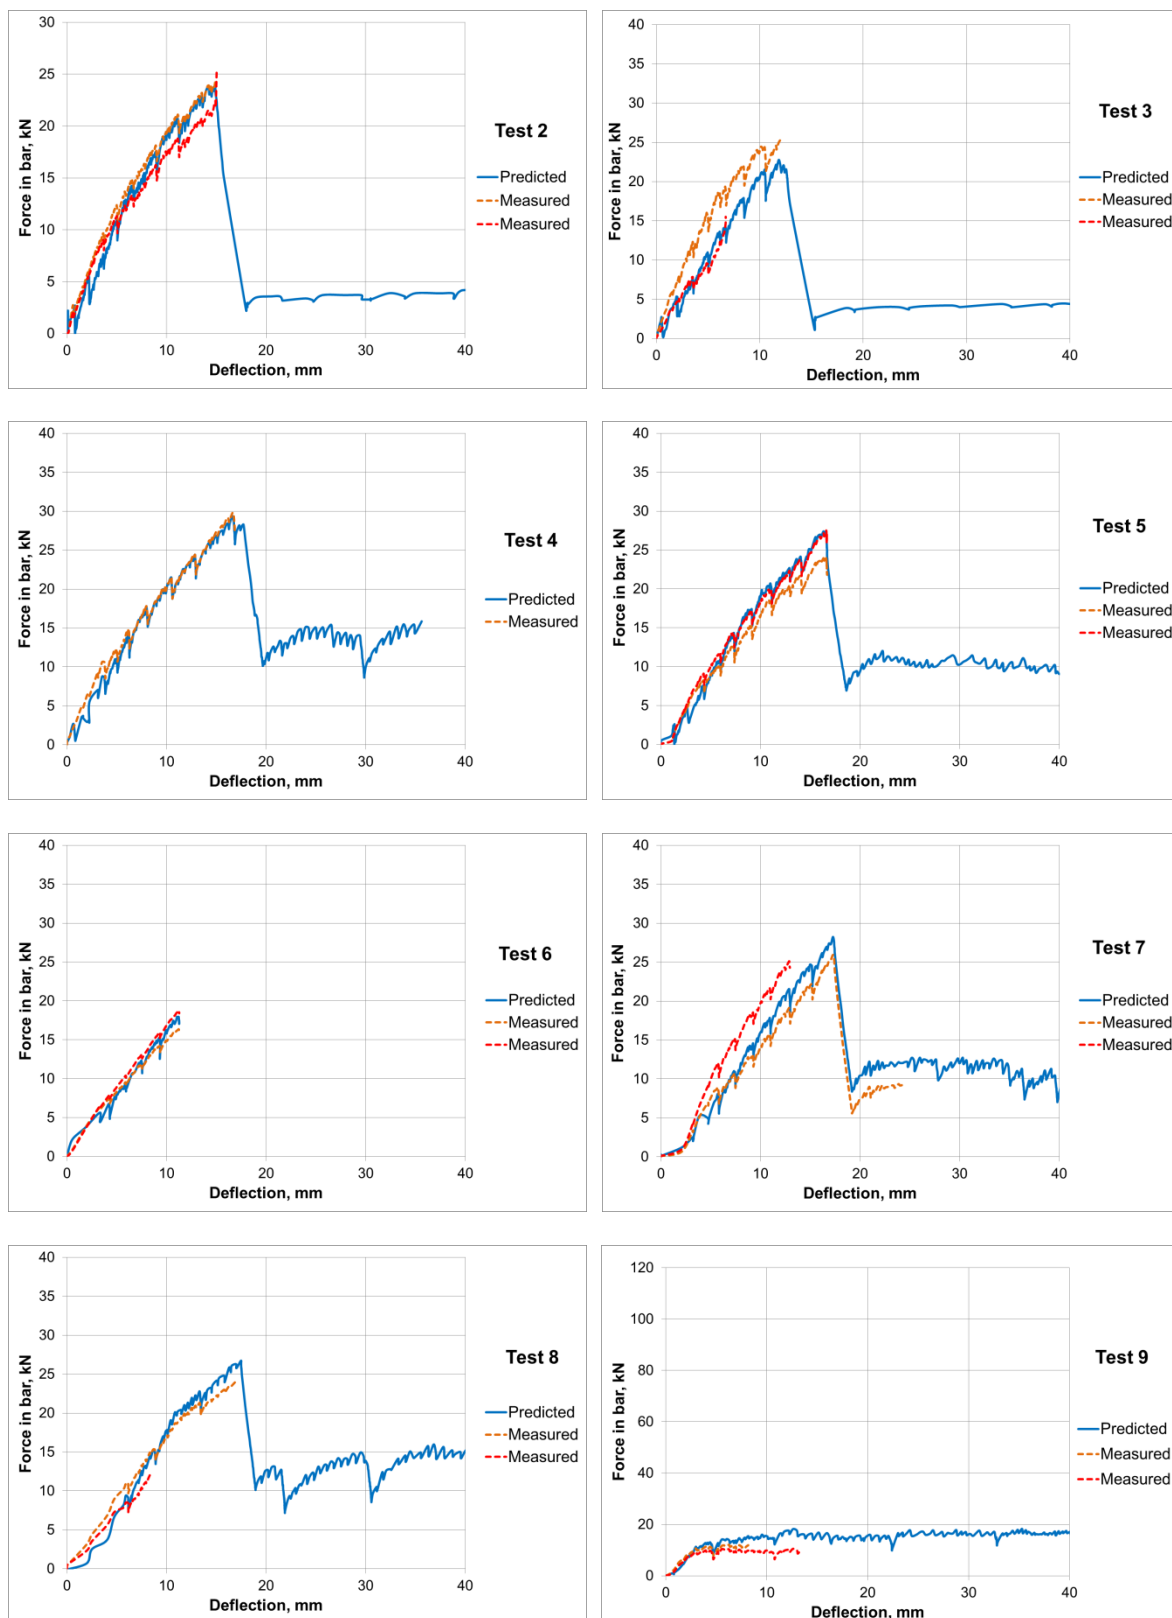 30
25
20
15
10
5
0
0 10 20 30 40
Force in bar, kN
Deflection, mm
Test 2
Predicted
Measured
Measured
40
35
30
25
20
15
10
5
0
0 10 20 30 40
Force in bar, kN
Deflection, mm
Test 3
Predicted
Measured
Measured
40
35
30
25
20
15
10
5
0
0 10 20 30 40
Force in bar, kN
Deflection, mm
Test 4
Predicted
Measured
40
35
30
25
20
15
10
5
0
0 10 20 30 40
Force in bar, kN
Deflection, mm
Test 5
Predicted
Measured
Measured
40
35
30
25
20
15
10
5
0
0 10 20 30 40
Force in bar, kN
Deflection, mm
Test 6
Predicted
Measured
Measured
40
35
30
25
20
15
10
5
0
0 10 20 30 40
Force in bar, kN
Deflection, mm
Test 7
Predicted
Measured
Measured
40
35
30
25
20
15
10
5
0
0 10 20 30 40
Force in bar, kN
Deflection, mm
Test 8
Predicted
Measured
Measured
120
100
80
60
40
20
0
0 10 20 30 40
Force in bar, kN
Deflection, mm
Test 9
Predicted
Measured
Measured